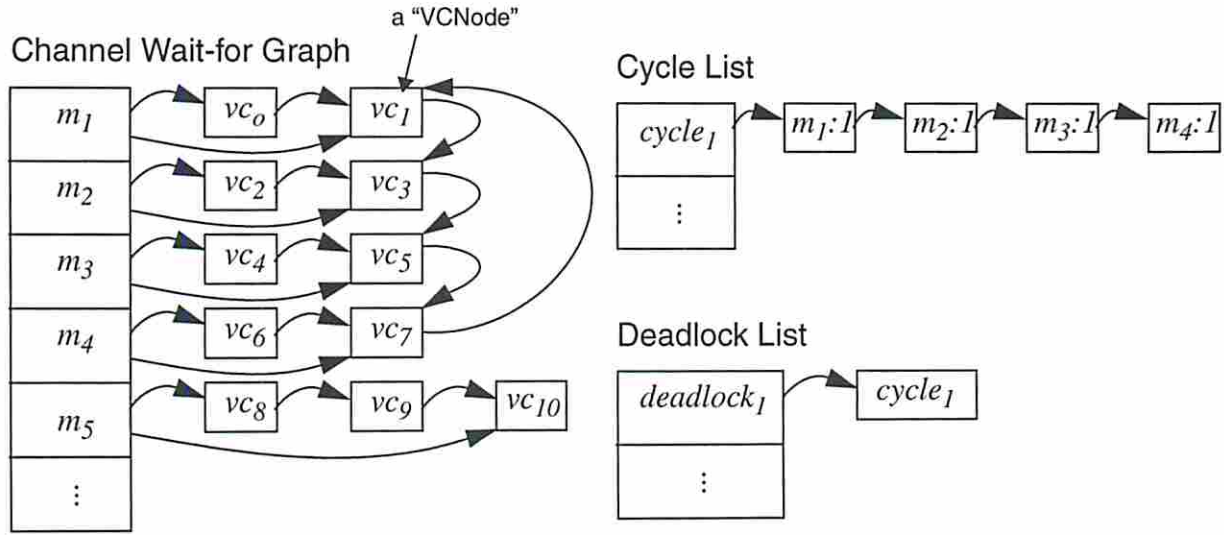 a “VCNode”
Channel Wait-for Graph
m1 vco vc1
m2 vc2 vc3
m3 vc4 vc5
m4 vc6 vc7
m5 vc8 vc9 vc10
⋮
Cycle List
cycle1 m1:1 m2:1 m3:1 m4:1
⋮
Deadlock List
deadlock1 cycle1
⋮